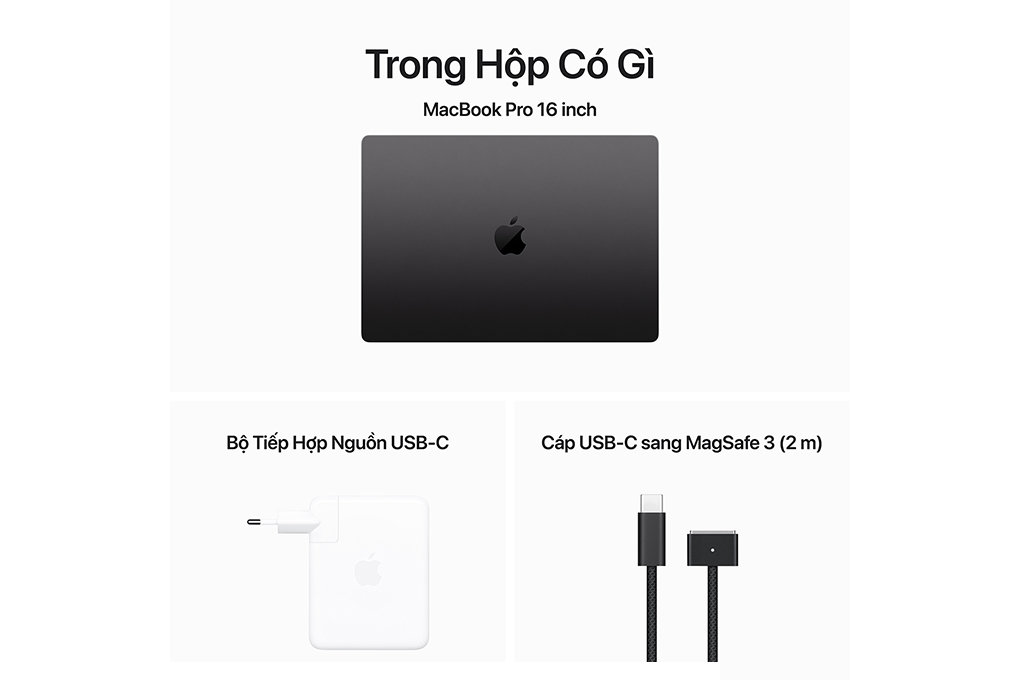 Trong Hộp Có Gì
MacBook Pro 16 inch
Bộ Tiếp Hợp Nguồn USB-C
Cáp USB-C sang MagSafe 3 (2 m)